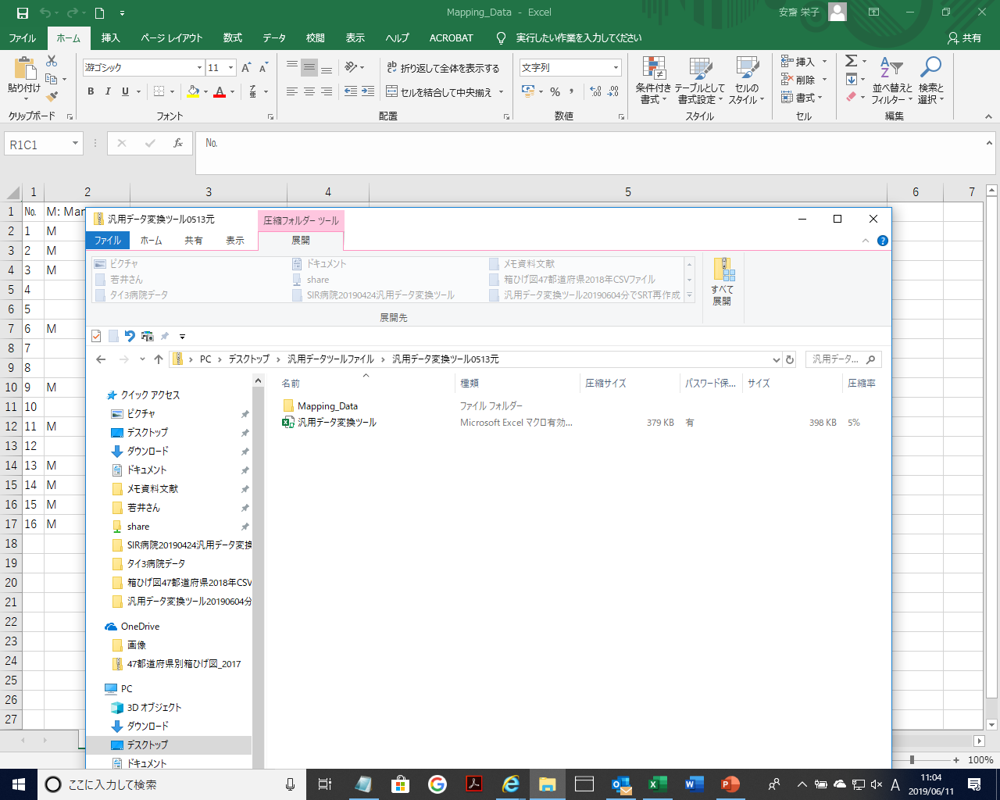 Mapping_Data - Excel
安齋 栄子
ファイル ホーム 挿入 ページ レイアウト 数式 データ 校閲 表示 ヘルプ ACROBAT 実行したい作業を入力してください 共有
貼り付け
クリップボード
游ゴシック 11
B I U
フォント
折り返して全体を表示する
セルを結合して中央揃え
配置
文字列
数値
条件付き書式
テーブルとして書式設定
セルのスタイル
スタイル
挿入
削除
書式
セル
並べ替えとフィルター
検索と選択
編集
R1C1 fx No.
1 2 3 4 5 6 7
1 No. M: Mar
2 1 M
3 2 M
4 3 M
5 4
6 5
7 6 M
8 7
9 8
10 9 M
11 10
12 11 M
13 12
14 13 M
15 14 M
16 15 M
17 16 M
18
19
20
21
22
23
24
25
26
27
汎用データ変換ツール0513元 圧縮フォルダー ツール
ファイル ホーム 共有 表示 展開
ピクチャ ドキュメント メモ資料文献
若井さん share 箱ひげ図47都道府県2018年CSVファイル
タイ3病院データ SIR病院20190424汎用データ変換ツール 汎用データ変換ツール20190604分でSRT再作成
展開先
すべて展開
PC デスクトップ 汎用データツールファイル 汎用データ変換ツール0513元 汎用データ...
名前 種類 圧縮サイズ パスワード保... サイズ 圧縮率
Mapping_Data ファイル フォルダー
汎用データ変換ツール Microsoft Excel マクロ有効... 379 KB 有 398 KB 5%
クイック アクセス
ピクチャ
デスクトップ
ダウンロード
ドキュメント
メモ資料文献
若井さん
share
SIR病院20190424汎用データ変換
タイ3病院データ
箱ひげ図47都道府県2018年CSV
汎用データ変換ツール20190604分
OneDrive
画像
47都道府県別箱ひげ図_2017
PC
3D オブジェクト
ダウンロード
デスクトップ
ドキュメント
100%
ここに入力して検索
A
11:04
2019/06/11